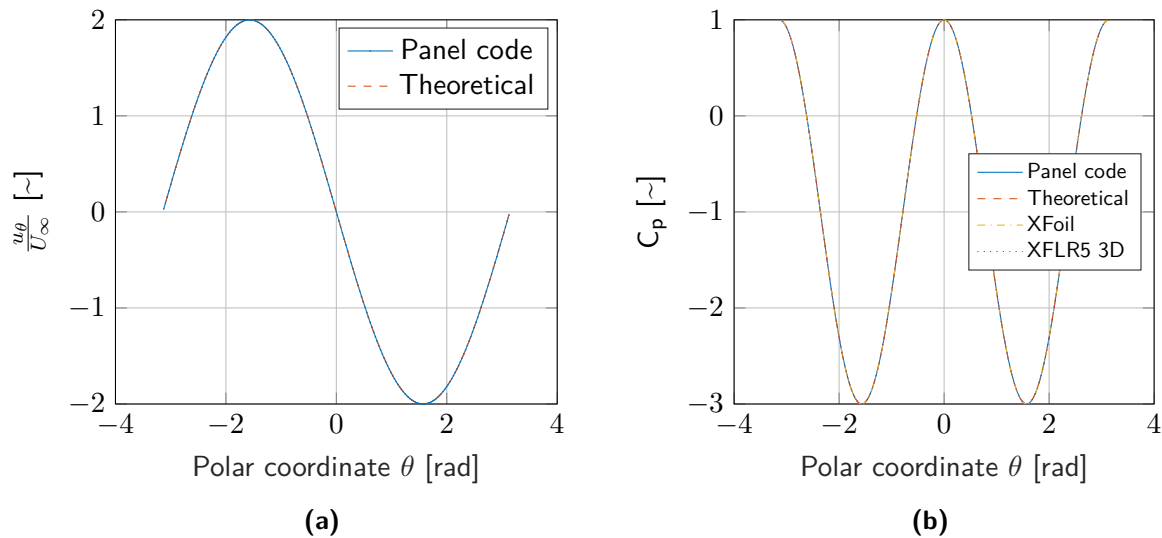 2
1
0
−1
−2
−4
−2
0
2
4
u_θ
U_∞
[~]
Polar coordinate θ [rad]
Panel code
Theoretical
(a)
1
0
−1
−2
−3
−4
−2
0
2
4
C_p [~]
Polar coordinate θ [rad]
Panel code
Theoretical
XFoil
XFLR5 3D
(b)